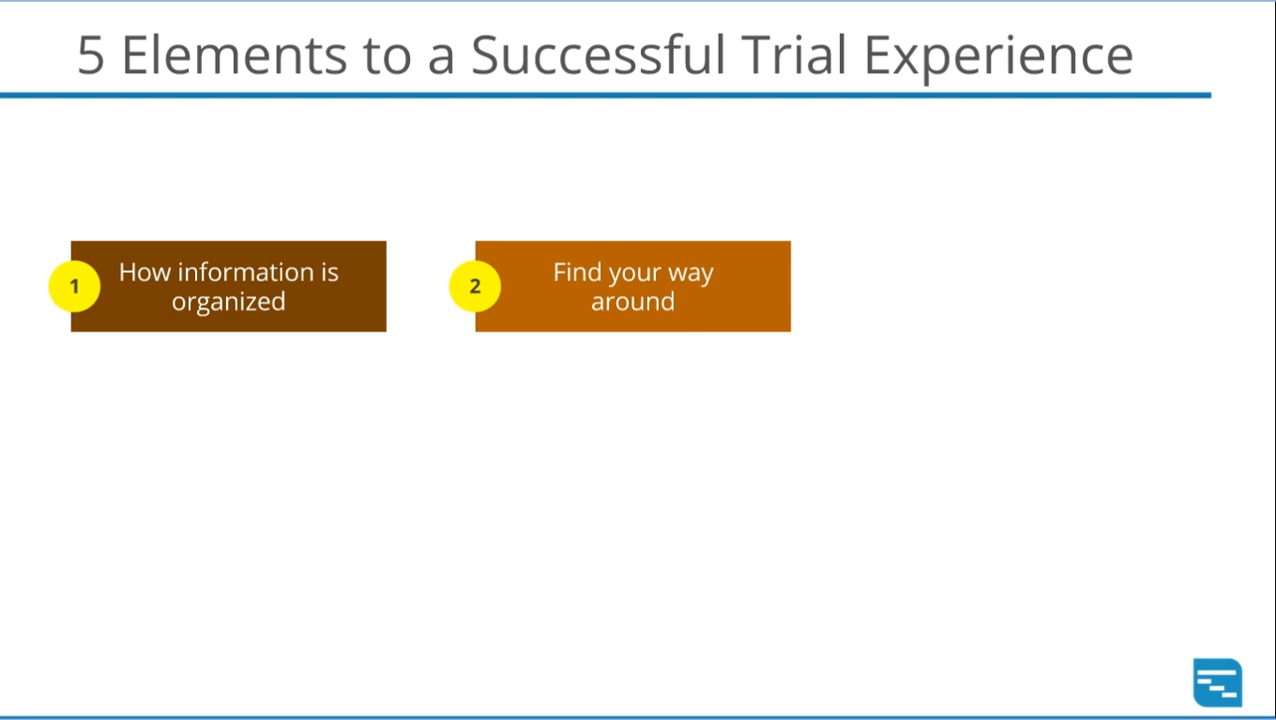 5 Elements to a Successful Trial Experience
1
How information is
organized
2
Find your way
around